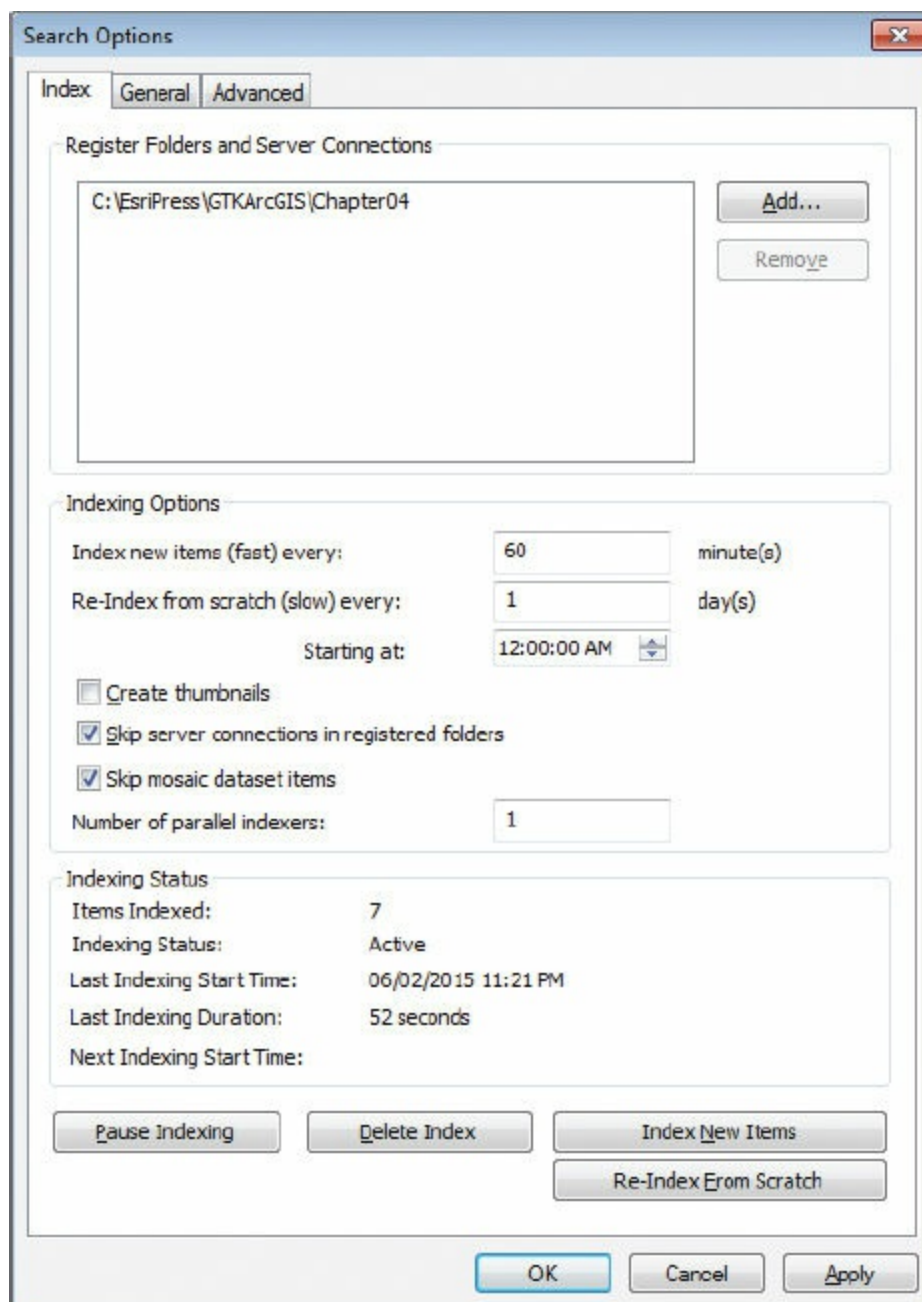 Search Options
Index General Advanced
Register Folders and Server Connections
C:\EsriPress\GTKArcGIS\Chapter04
Add...
Remove
Indexing Options
Index new items (fast) every: 60 minute(s)
Re-Index from scratch (slow) every: 1 day(s)
Starting at: 12:00:00 AM
Create thumbnails
Skip server connections in registered folders
Skip mosaic dataset items
Number of parallel indexers: 1
Indexing Status
Items Indexed: 7
Indexing Status: Active
Last Indexing Start Time: 06/02/2015 11:21 PM
Last Indexing Duration: 52 seconds
Next Indexing Start Time:
Pause Indexing Delete Index Index New Items
Re-Index From Scratch
OK Cancel Apply